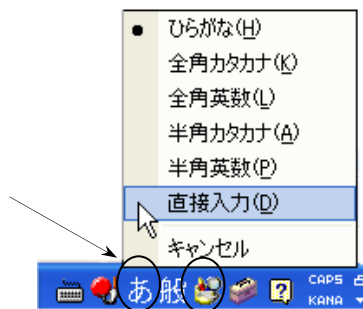 ひらがな(H)
全角カタカナ(K)
全角英数(L)
半角カタカナ(A)
半角英数(P)
直接入力(D)
キャンセル
あ 般 ? CAPS
KANA